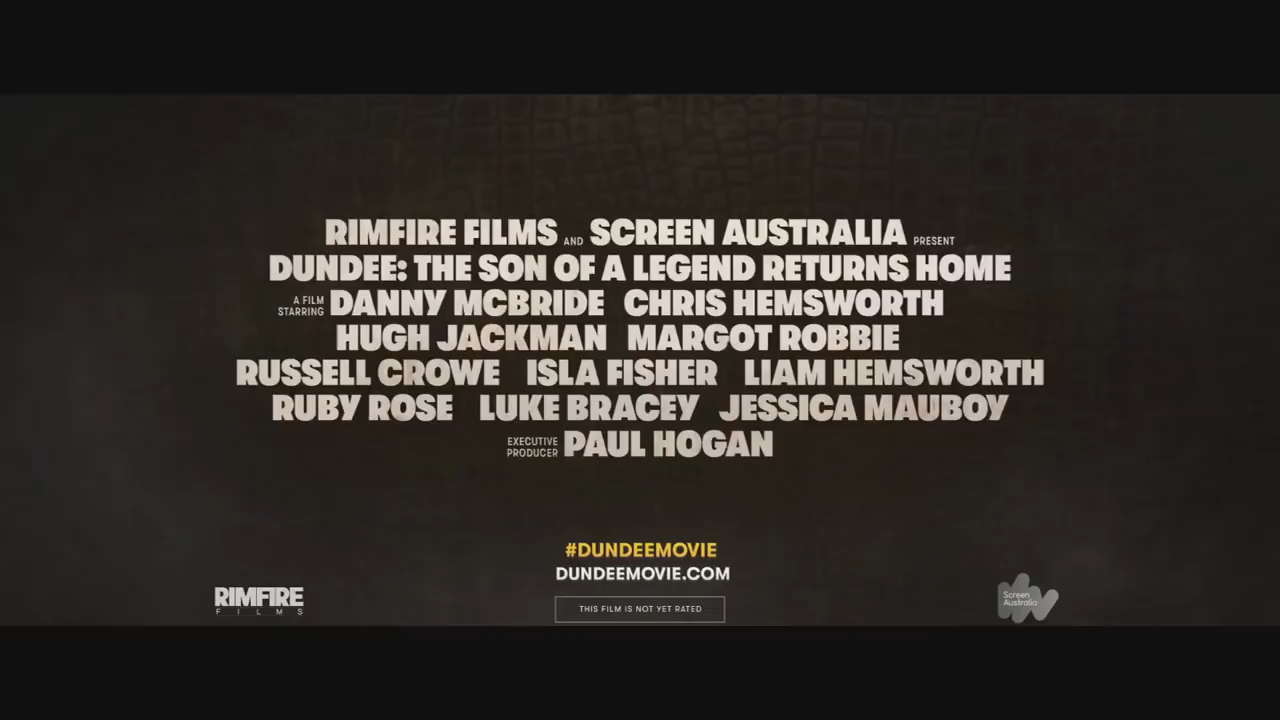 RIMFIRE FILMS AND SCREEN AUSTRALIA PRESENT
DUNDEE: THE SON OF A LEGEND RETURNS HOME
A FILM STARRING DANNY MCBRIDE CHRIS HEMSWORTH
HUGH JACKMAN MARGOT ROBBIE
RUSSELL CROWE ISLA FISHER LIAM HEMSWORTH
RUBY ROSE LUKE BRACEY JESSICA MAUBOY
EXECUTIVE PRODUCER PAUL HOGAN
#DUNDEEMOVIE
DUNDEEMOVIE.COM
RIMFIRE
FILMS
THIS FILM IS NOT YET RATED
Screen
Australia